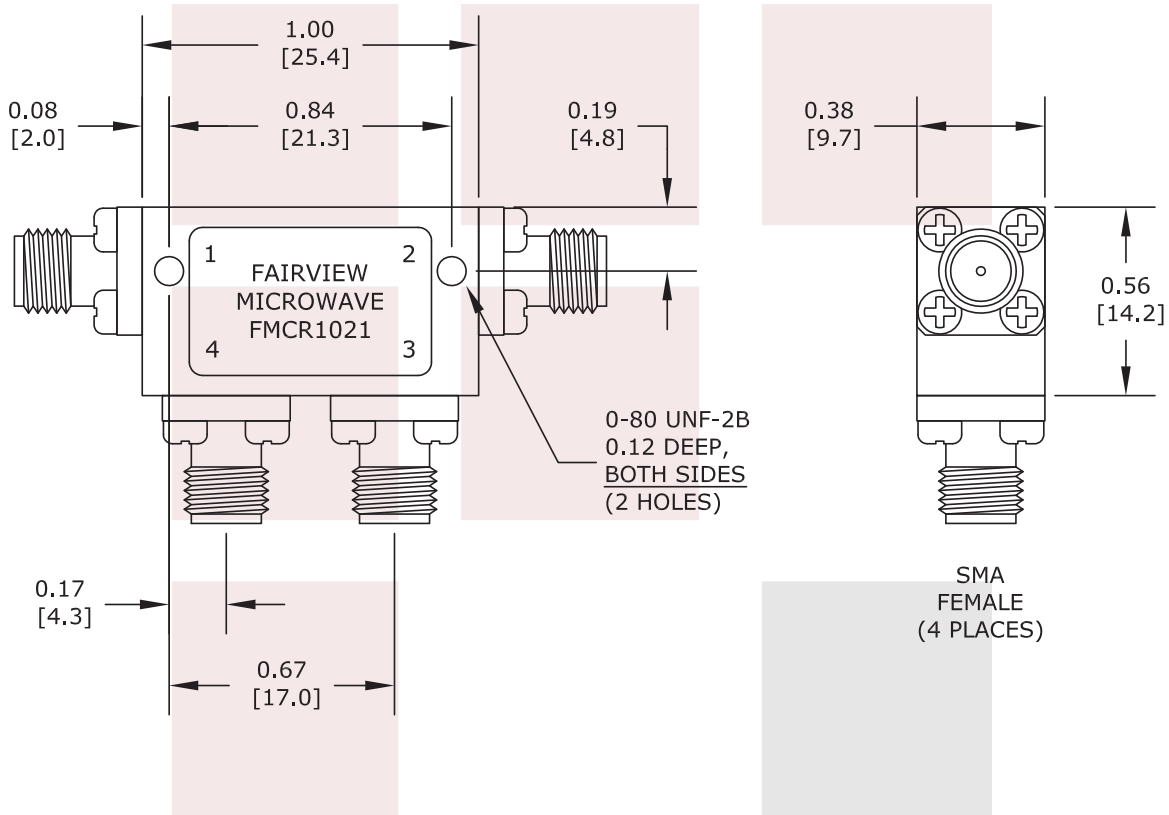 1.00
[25.4]
0.08
[2.0]
0.84
[21.3]
0.19
[4.8]
0.38
[9.7]
1
2
FAIRVIEW
MICROWAVE
FMCR1021
4
3
0.56
[14.2]
0-80 UNF-2B
0.12 DEEP,
BOTH SIDES
(2 HOLES)
0.17
[4.3]
0.67
[17.0]
SMA
FEMALE
(4 PLACES)